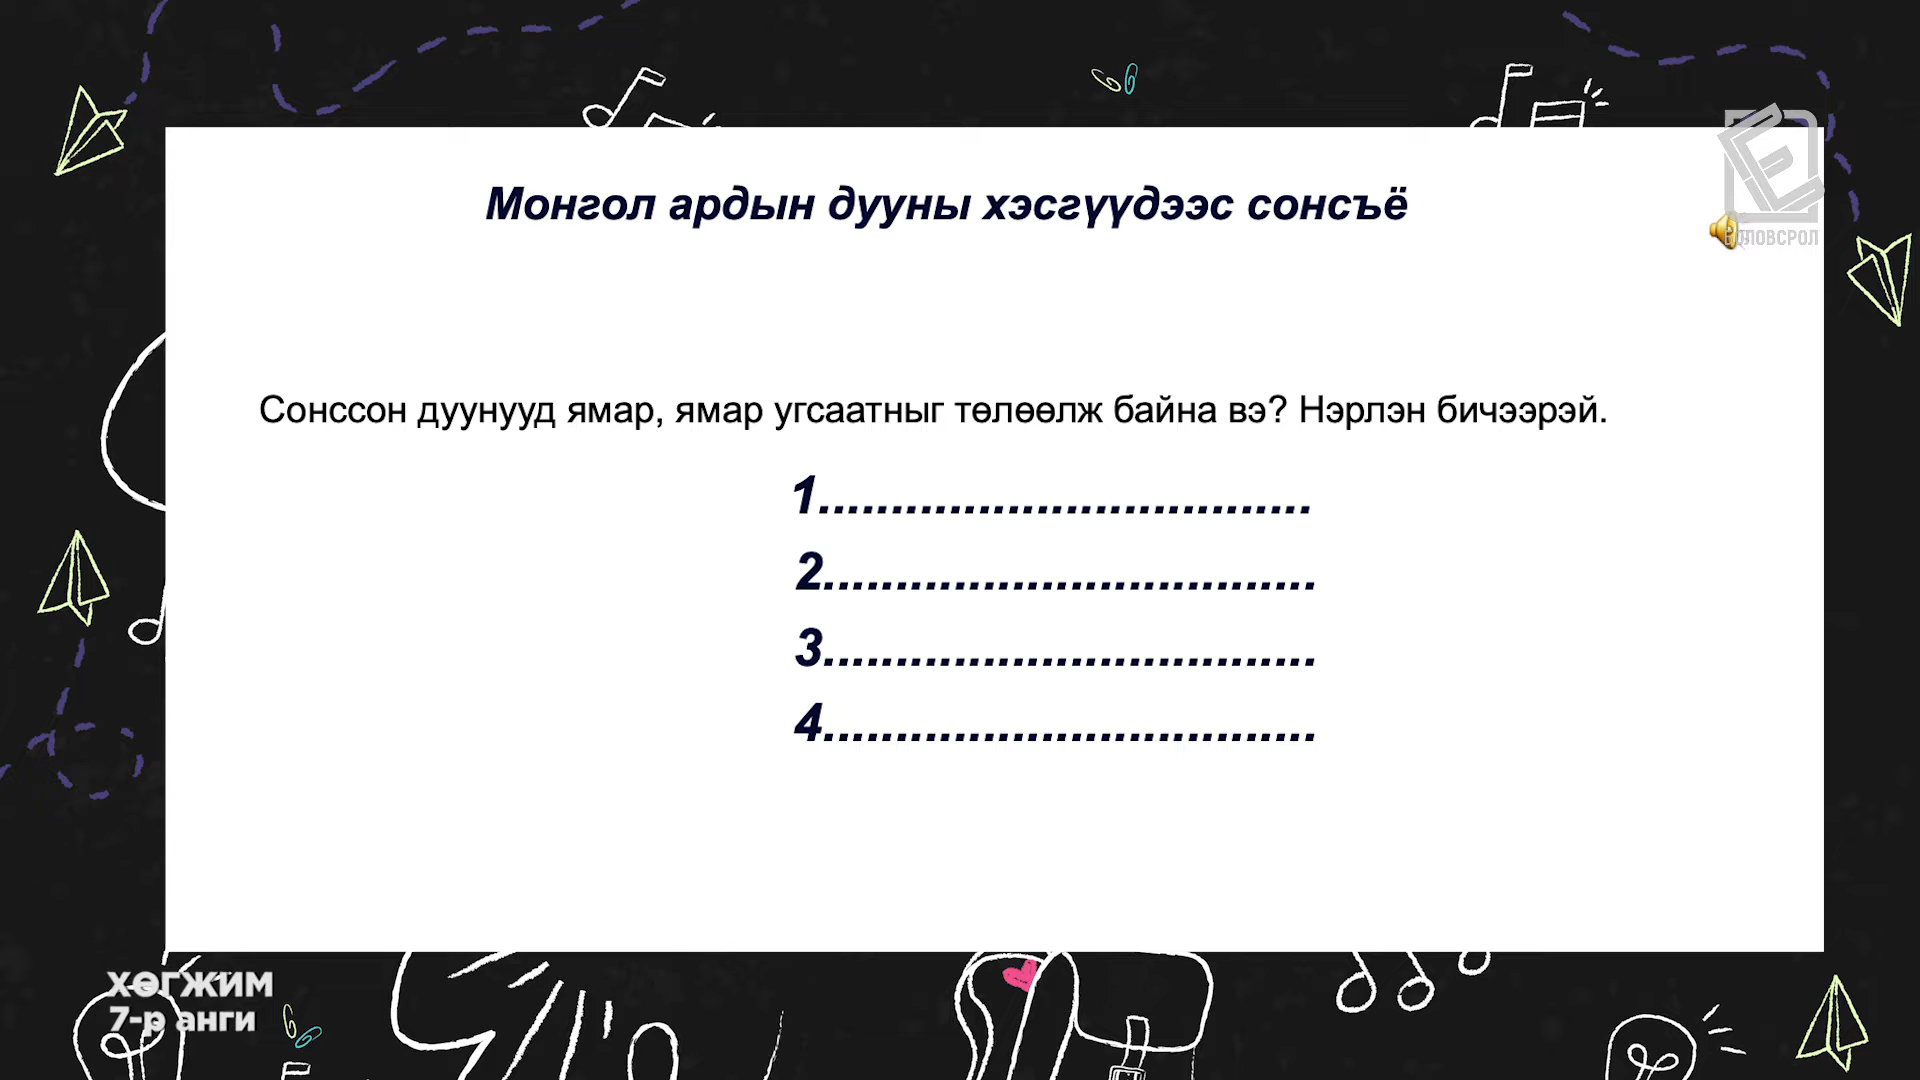 Монгол ардын дууны хэсгүүдээс сонсъё
Сонссон дуунууд ямар, ямар угсаатныг төлөөлж байна вэ? Нэрлэн бичээрэй.
1..................................
2..................................
3..................................
4..................................
ХӨГЖИМ
7-р анги